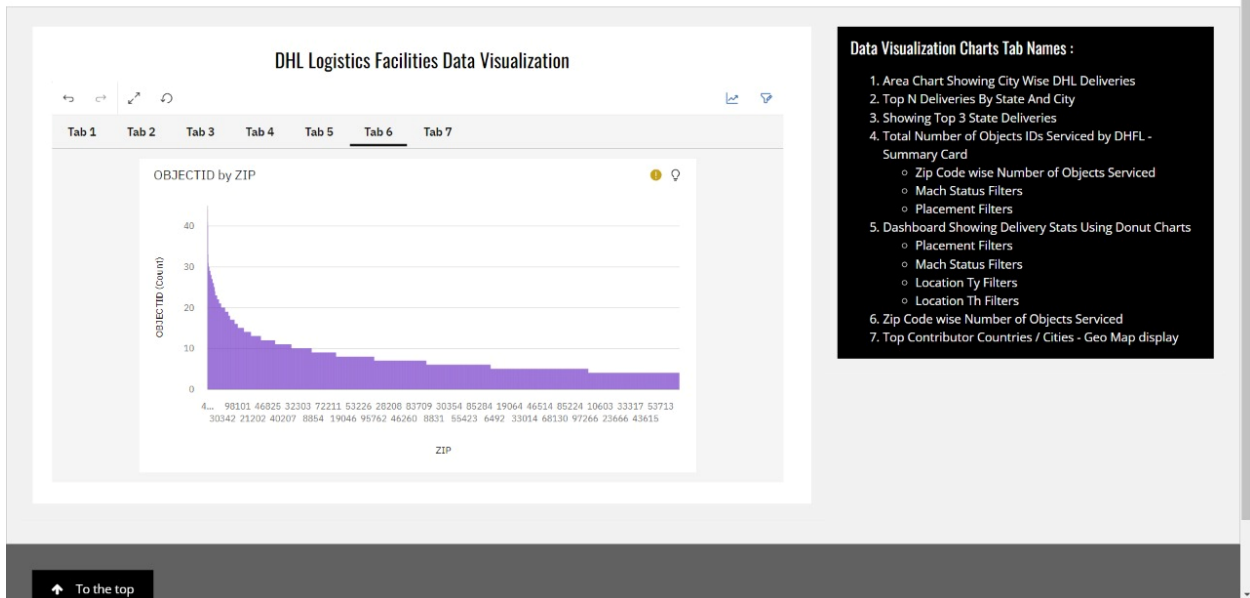 DHL Logistics Facilities Data Visualization
Tab 1 Tab 2 Tab 3 Tab 4 Tab 5 Tab 6 Tab 7
OBJECTID by ZIP
OBJECTID (Count)
40
30
20
10
0
4... 98101 46825 32303 72211 53226 28208 83709 30354 85284 19064 46514 85224 10603 33317 53713
30342 21202 40207 8854 19046 95762 46260 8831 55423 6492 33014 68130 97266 23666 43615
ZIP
Data Visualization Charts Tab Names :
1. Area Chart Showing City Wise DHL Deliveries
2. Top N Deliveries By State And City
3. Showing Top 3 State Deliveries
4. Total Number of Objects IDs Serviced by DHFL -
Summary Card
Zip Code wise Number of Objects Serviced
Mach Status Filters
Placement Filters
5. Dashboard Showing Delivery Stats Using Donut Charts
Placement Filters
Mach Status Filters
Location Ty Filters
Location Th Filters
6. Zip Code wise Number of Objects Serviced
7. Top Contributor Countries / Cities - Geo Map display
To the top